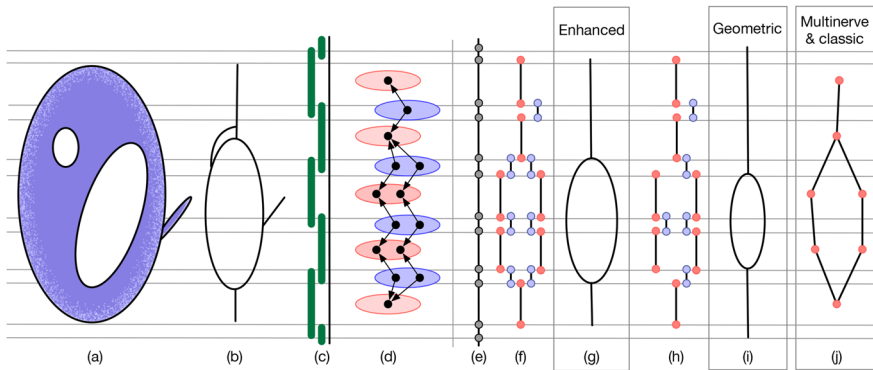 Enhanced
Geometric
Multinerve
& classic
(a) (b) (c) (d) (e) (f) (g) (h) (i) (j)